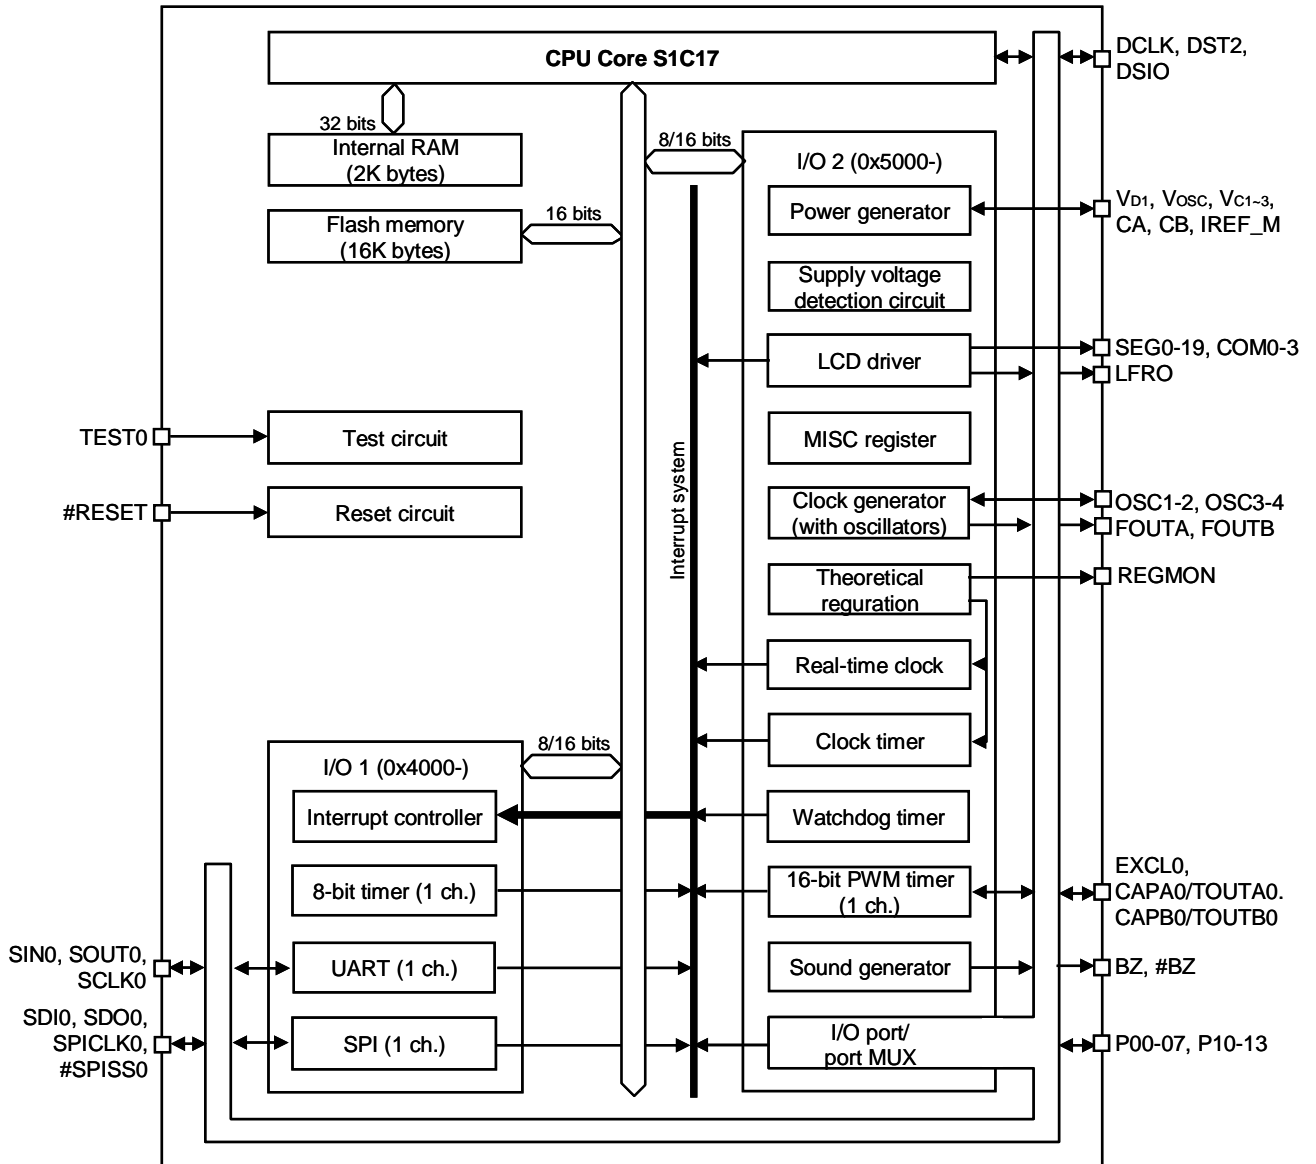 CPU Core S1C17
DCLK, DST2,
DSIO
32 bits
Internal RAM
(2K bytes)
8/16 bits
I/O 2 (0x5000-)
Flash memory
(16K bytes)
16 bits
Power generator
VD1, VOSC, VC1~3,
CA, CB, IREF_M
Supply voltage
detection circuit
LCD driver
SEG0-19, COM0-3
LFRO
TEST0
Test circuit
MISC register
#RESET
Reset circuit
Interrupt system
Clock generator
(with oscillators)
OSC1-2, OSC3-4
FOUTA, FOUTB
Theoretical
reguration
REGMON
Real-time clock
Clock timer
8/16 bits
I/O 1 (0x4000-)
Interrupt controller
Watchdog timer
8-bit timer (1 ch.)
16-bit PWM timer
(1 ch.)
EXCL0,
CAPA0/TOUTA0.
CAPB0/TOUTB0
SIN0, SOUT0,
SCLK0
UART (1 ch.)
Sound generator
BZ, #BZ
SDI0, SDO0,
SPICLK0,
#SPISS0
SPI (1 ch.)
I/O port/
port MUX
P00-07, P10-13